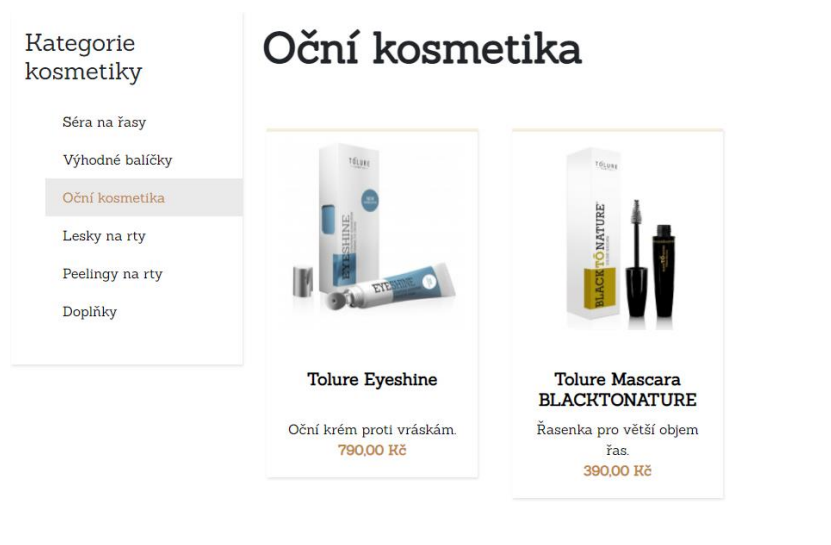 Kategorie
kosmetiky
Séra na řasy
Výhodné balíčky
Oční kosmetika
Lesky na rty
Peelingy na rty
Doplňky
Oční kosmetika
TOLURE
EYESHINE
EYESHINE
Tolure Eyeshine
Oční krém proti vráskám.
790,00 Kč
TOLURE
BLACKTÔNATURE
Tolure Mascara
BLACKTONATURE
Řasenka pro větší objem
řas.
390,00 Kč